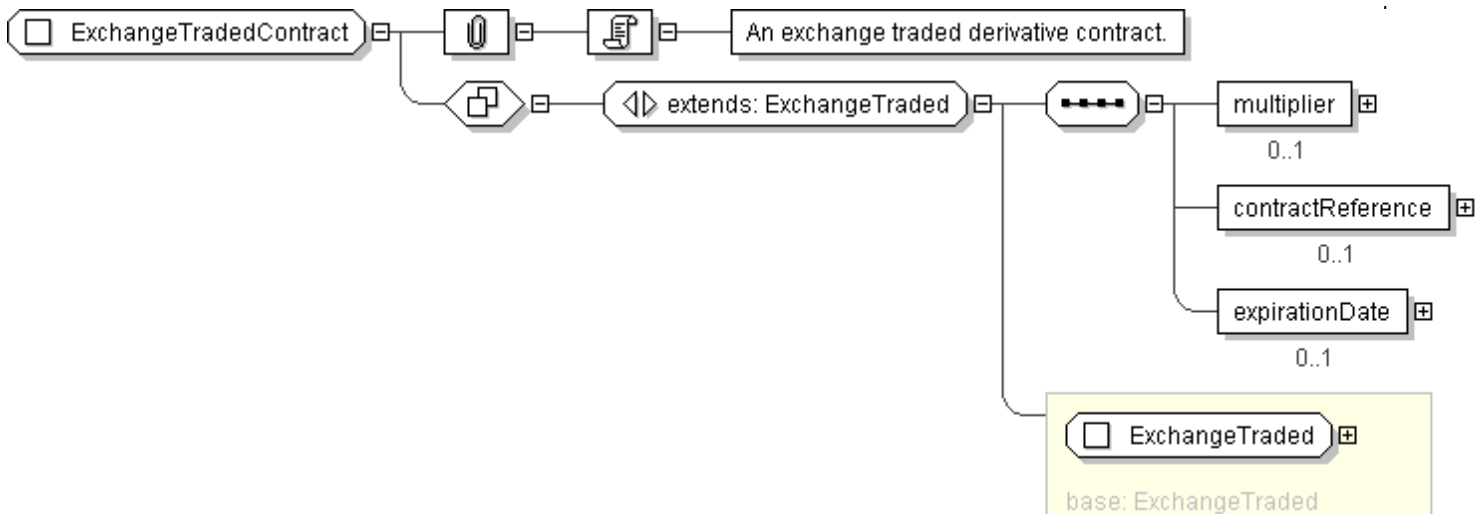 ExchangeTradedContract
An exchange traded derivative contract.
extends: ExchangeTraded
multiplier
0..1
contractReference
0..1
expirationDate
0..1
ExchangeTraded
base: ExchangeTraded